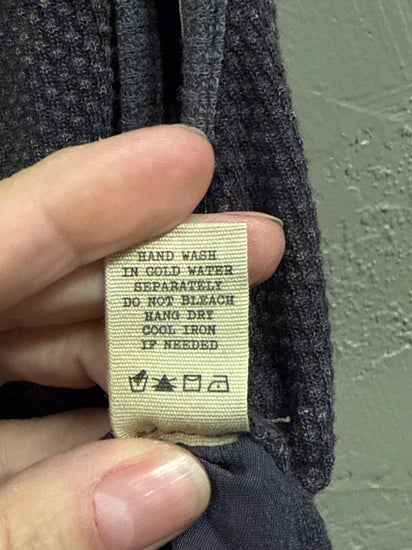 HAND WASH
IN COLD WATER
SEPARATELY
DO NOT BLEACH
HANG DRY
COOL IRON
IF NEEDED